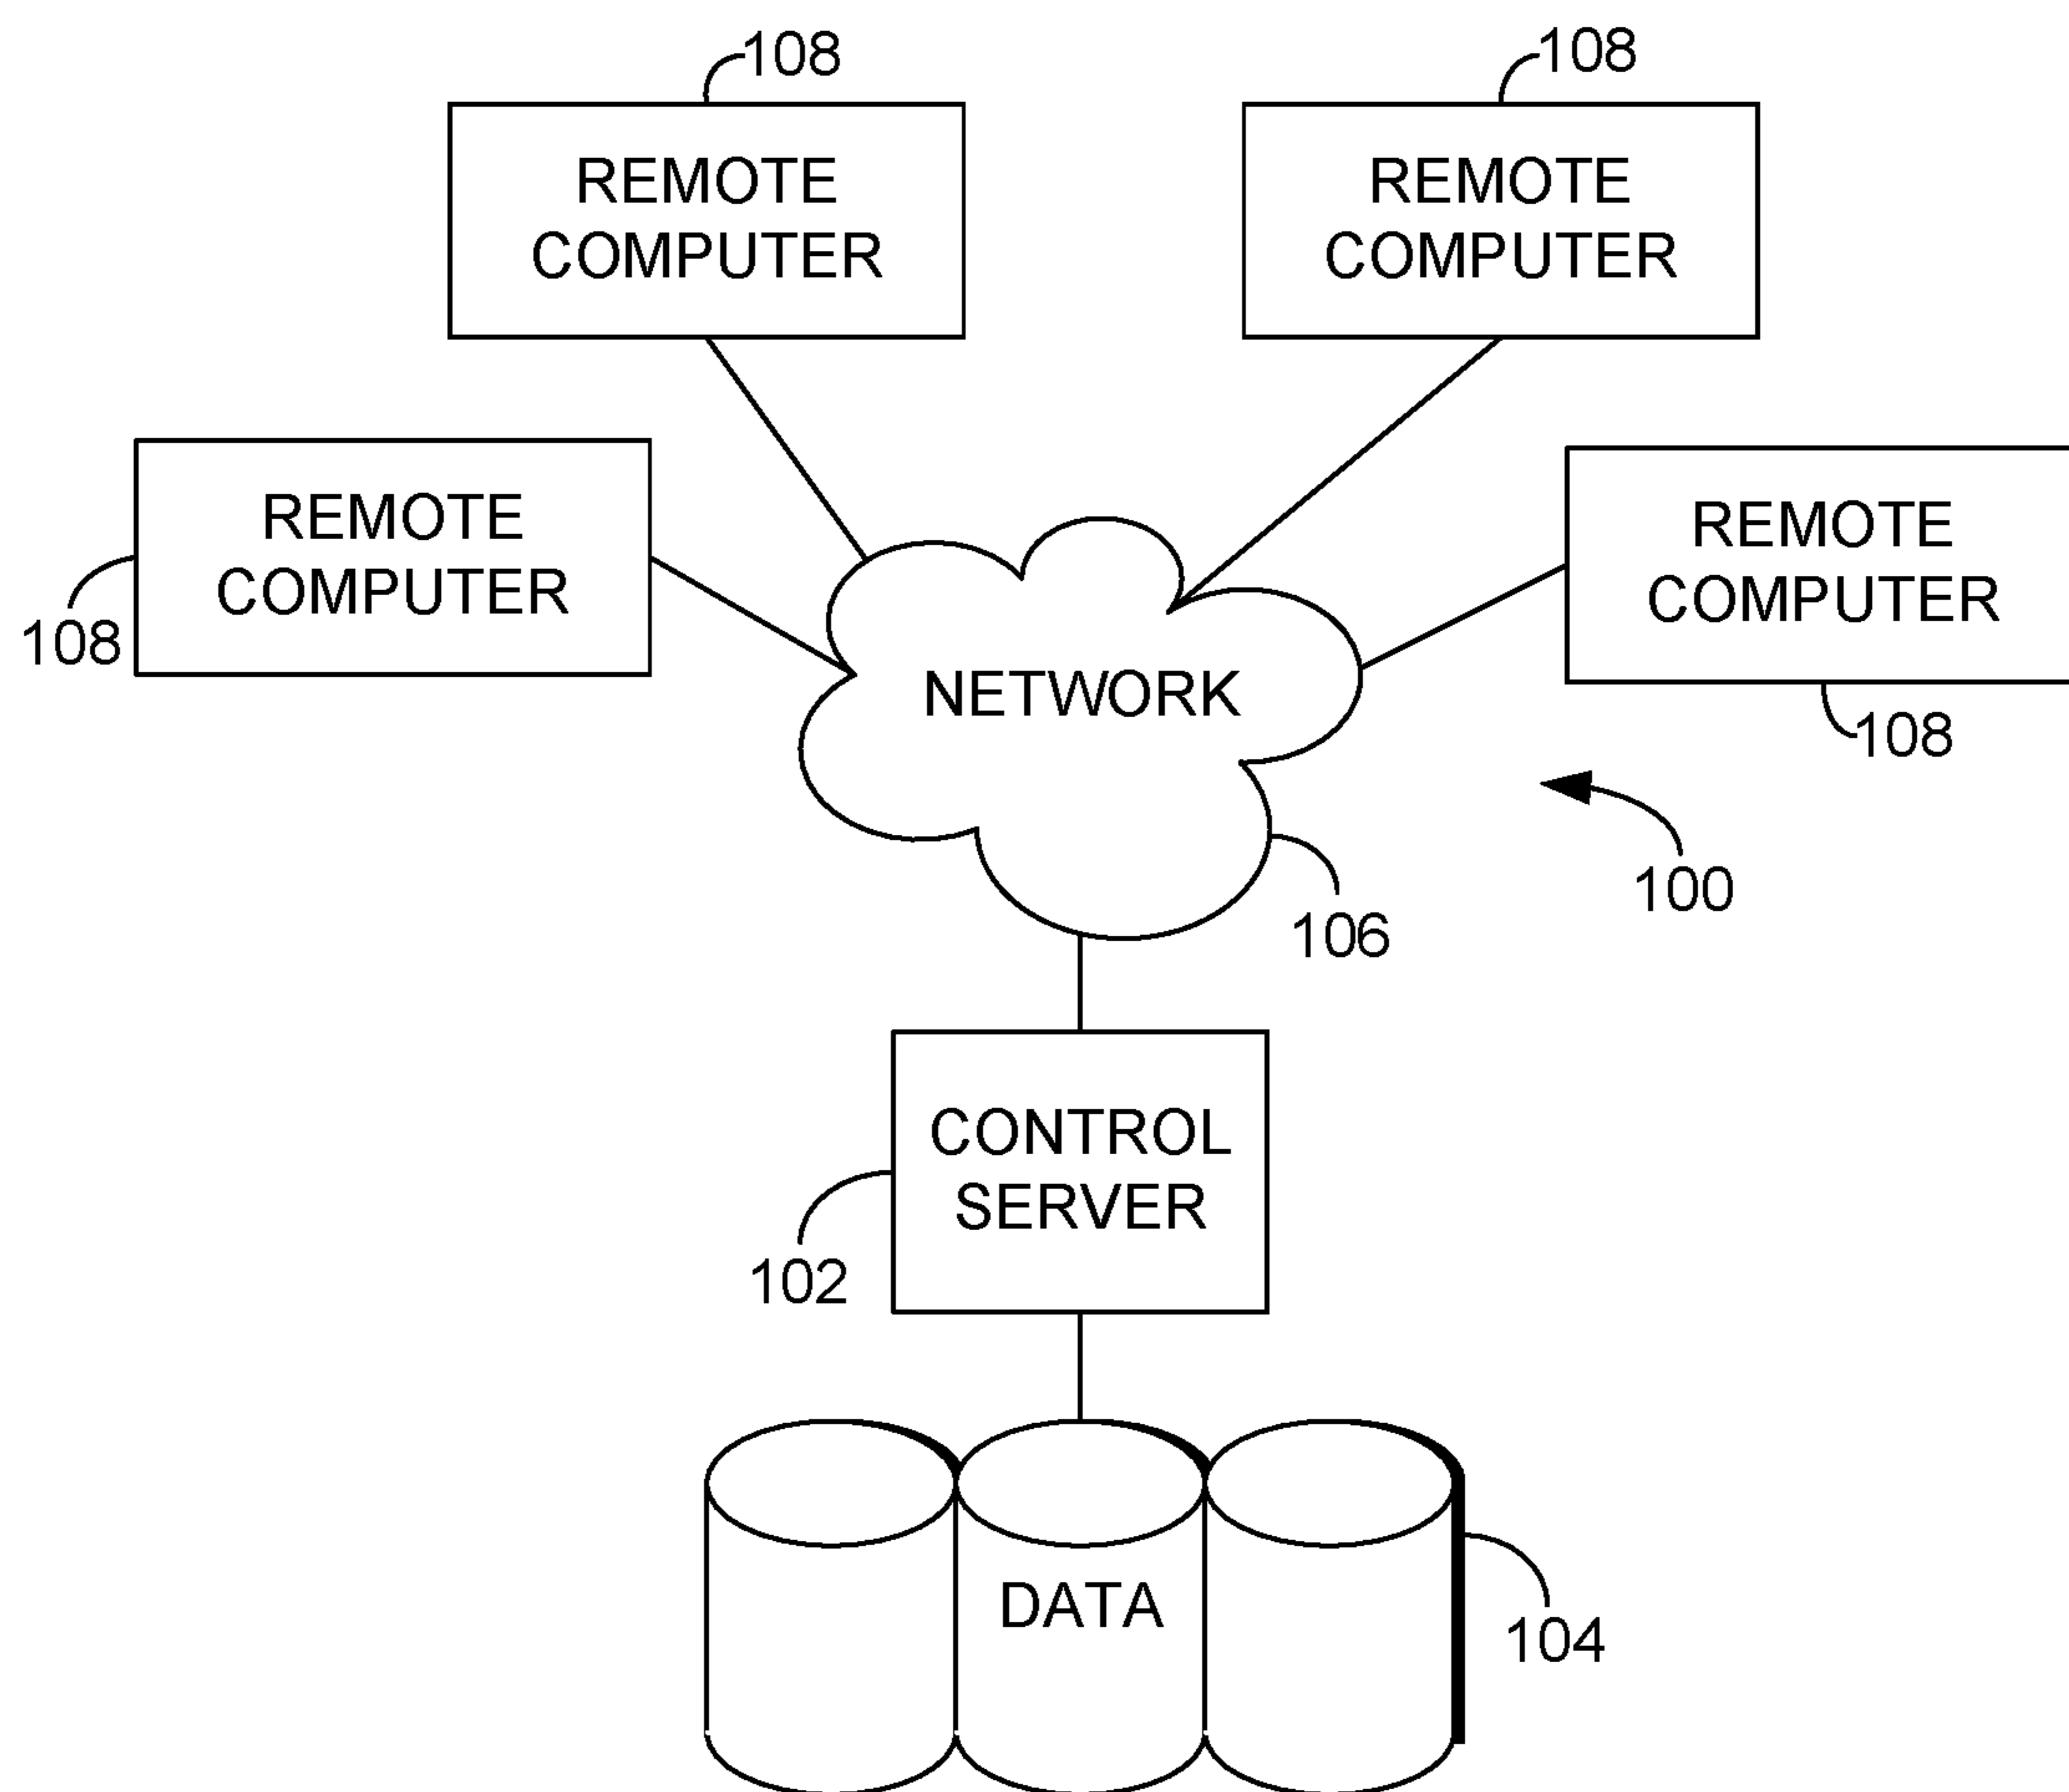 108
108
REMOTE
COMPUTER
REMOTE
COMPUTER
REMOTE
COMPUTER
108
REMOTE
COMPUTER
108
NETWORK
100
106
CONTROL
SERVER
102
DATA
104